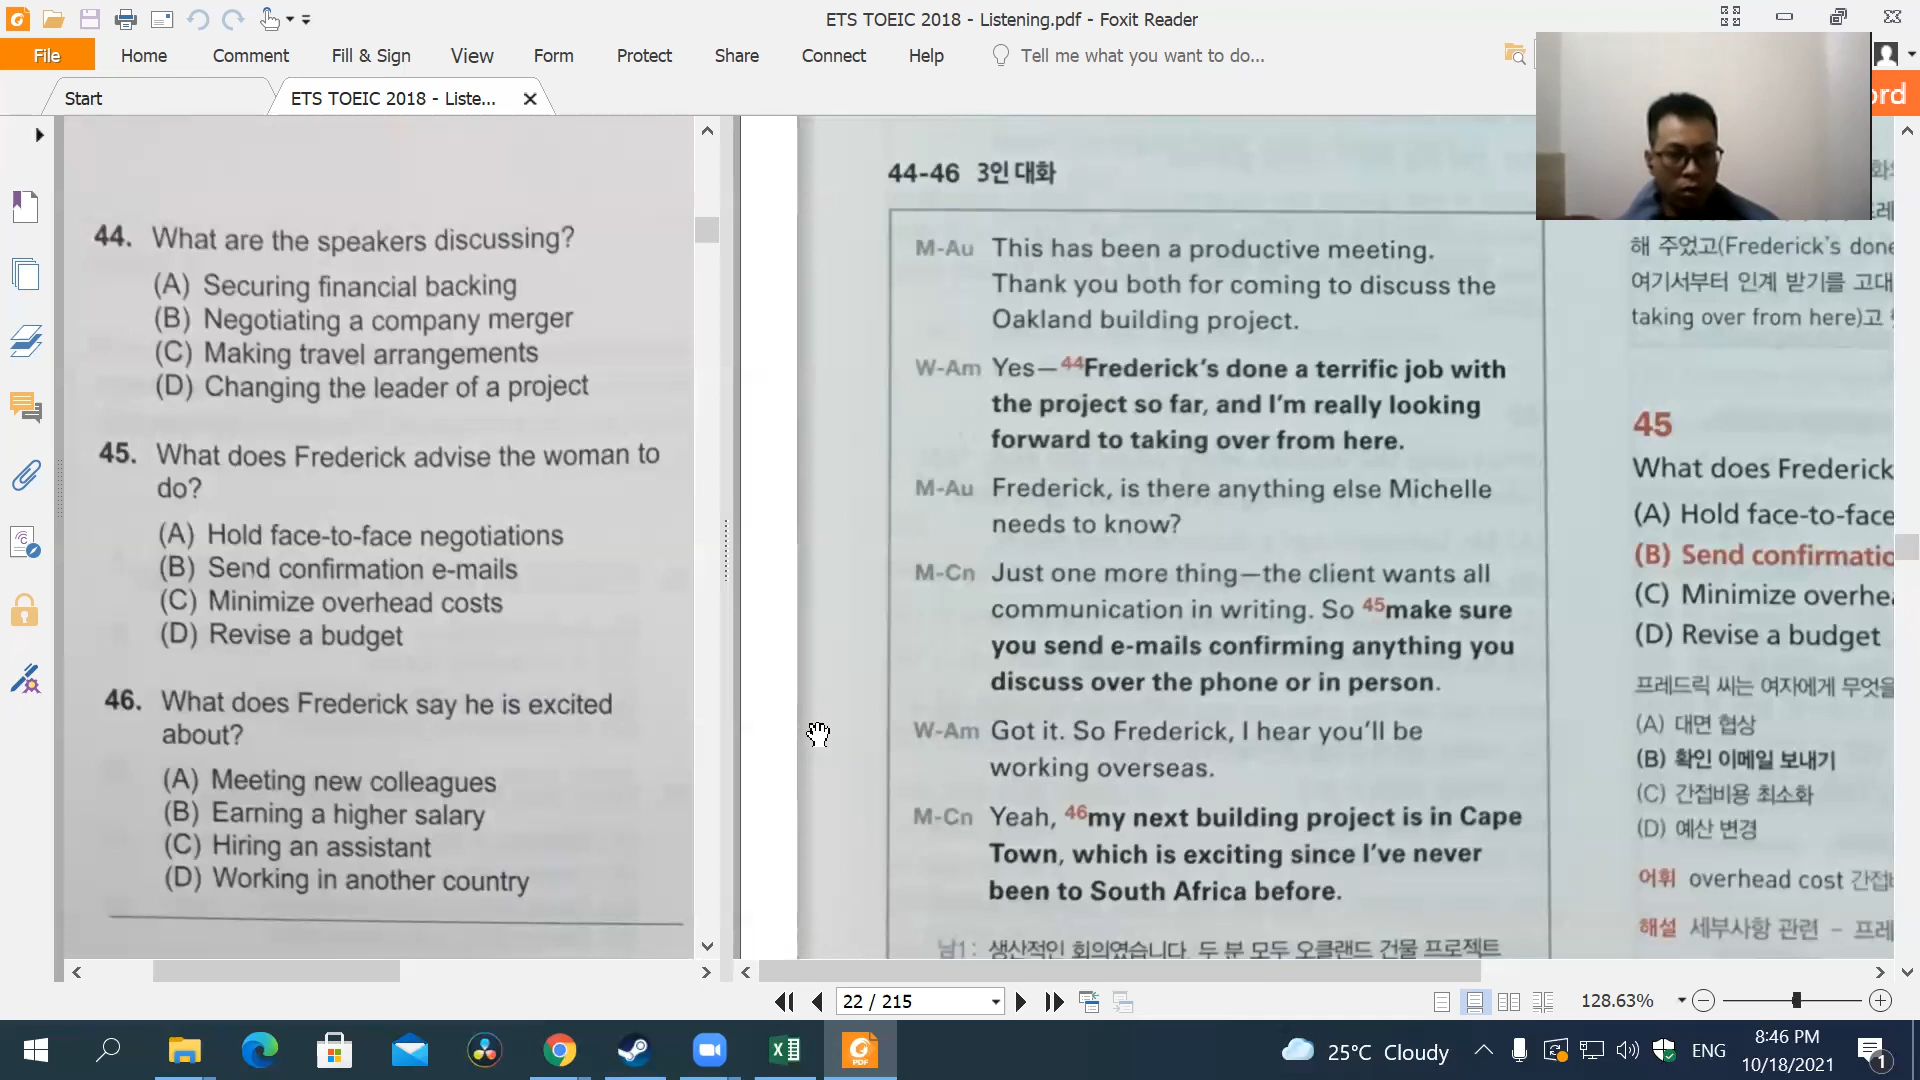 ETS TOEIC 2018 - Listening.pdf - Foxit Reader
File Home Comment Fill & Sign View Form Protect Share Connect Help Tell me what you want to do...
Start
ETS TOEIC 2018 - Liste...
ord
44. What are the speakers discussing?
(A) Securing financial backing
(B) Negotiating a company merger
(C) Making travel arrangements
(D) Changing the leader of a project
45. What does Frederick advise the woman to
do?
(A) Hold face-to-face negotiations
(B) Send confirmation e-mails
(C) Minimize overhead costs
(D) Revise a budget
46. What does Frederick say he is excited
about?
(A) Meeting new colleagues
(B) Earning a higher salary
(C) Hiring an assistant
(D) Working in another country
44-46 3인 대화
M-Au This has been a productive meeting.
Thank you both for coming to discuss the
Oakland building project.
W-Am Yes—44Frederick's done a terrific job with
the project so far, and I'm really looking
forward to taking over from here.
M-Au Frederick, is there anything else Michelle
needs to know?
M-Cn Just one more thing—the client wants all
communication in writing. So 45make sure
you send e-mails confirming anything you
discuss over the phone or in person.
W-Am Got it. So Frederick, I hear you'll be
working overseas.
M-Cn Yeah, 46my next building project is in Cape
Town, which is exciting since I've never
been to South Africa before.
남1: 생산적인 회의였습니다. 두 분 모두 오클랜드 건물 프로젝트
해 주었고(Frederick's done
여기서부터 인계 받기를 고대
taking over from here)고
45
What does Frederick
(A) Hold face-to-face
(B) Send confirmatio
(C) Minimize overhea
(D) Revise a budget
프레드릭 씨는 여자에게 무엇을
(A) 대면 협상
(B) 확인 이메일 보내기
(C) 간접비용 최소화
(D) 예산 변경
어휘 overhead cost 간접
해설 세부사항 관련 - 프레
22 / 215
128.63%
25°C Cloudy
ENG
8:46 PM
10/18/2021
1